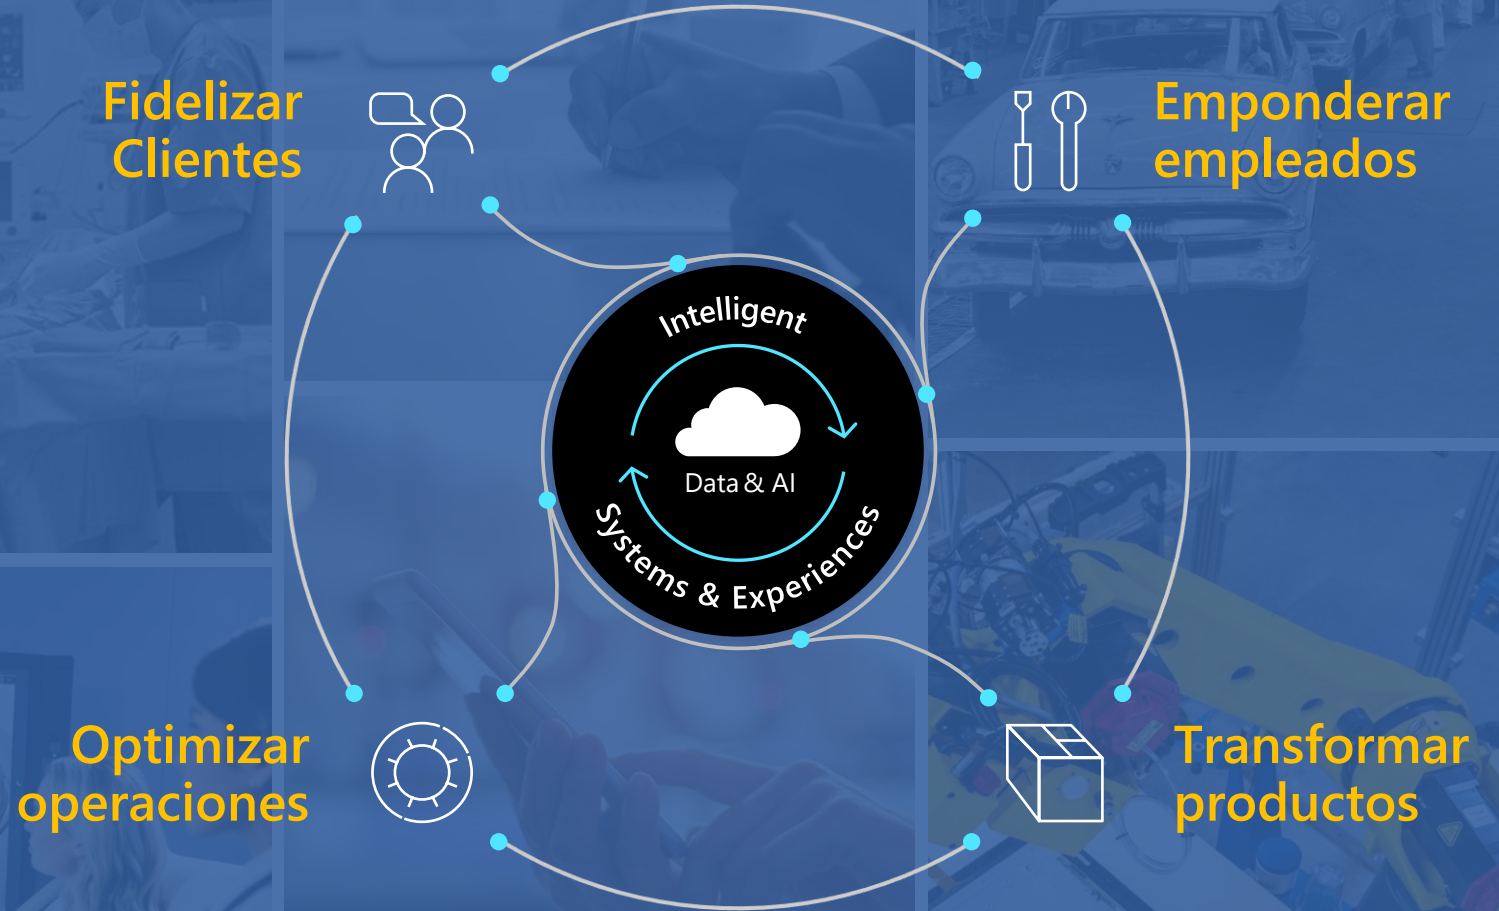 Fidelizar
Clientes
Emponderar
empleados
Intelligent
Data & AI
Systems & Experiences
Optimizar
operaciones
Transformar
productos